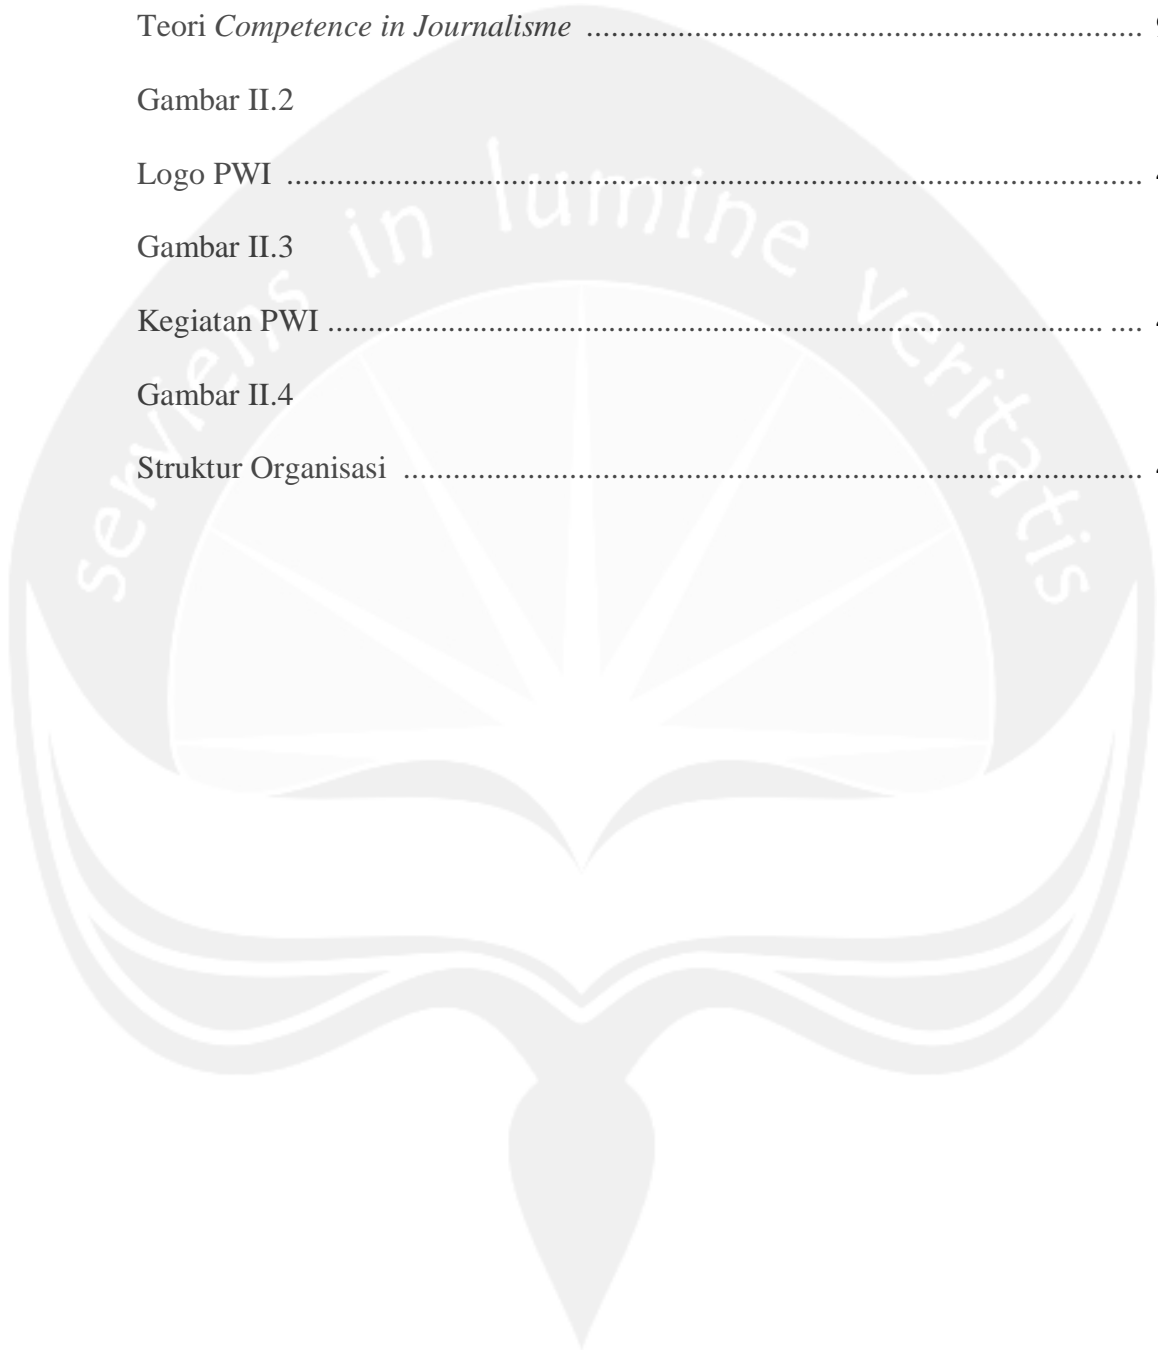 Teori Competence in Journalisme ....................................................................
Gambar II.2
Logo PWI ..........................................................................................................
Gambar II.3
Kegiatan PWI ................................................................................................ ....
Gambar II.4
Struktur Organisasi ...........................................................................................
serviens in lumine veritatis